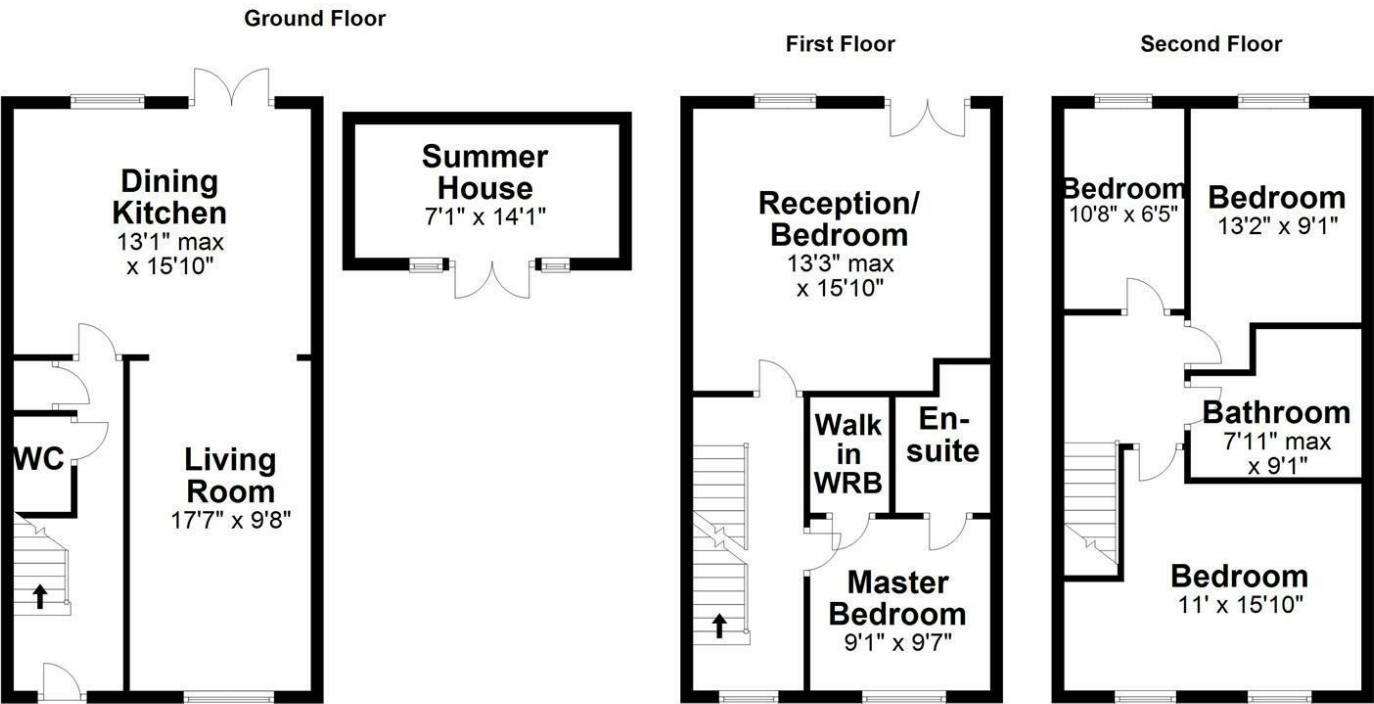 Ground Floor
Dining
Kitchen
13'1" max
x 15'10"
WC
Living
Room
17'7" x 9'8"
Summer
House
7'1" x 14'1"
First Floor
Reception/
Bedroom
13'3" max
x 15'10"
Walk
in
WRB
En-
suite
Master
Bedroom
9'1" x 9'7"
Second Floor
Bedroom
10'8" x 6'5"
Bedroom
13'2" x 9'1"
Bathroom
7'11" max
x 9'1"
Bedroom
11' x 15'10"